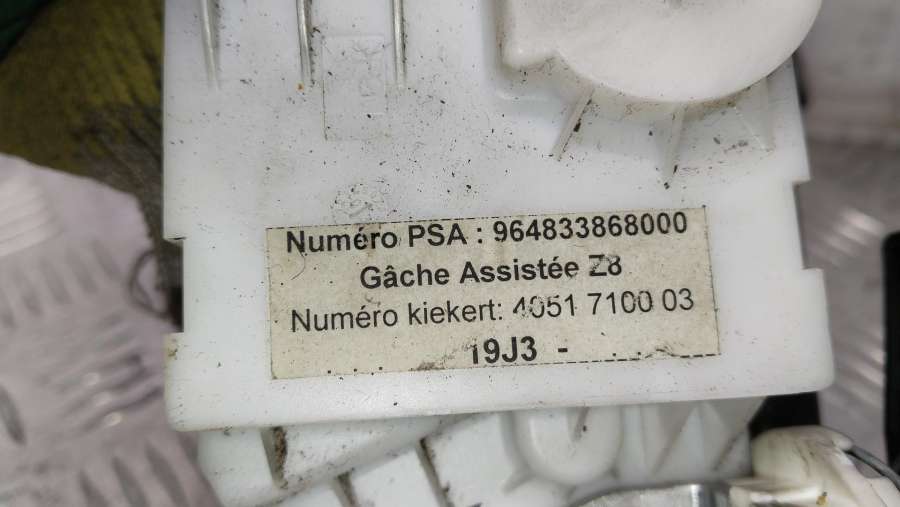 Numéro PSA : 964833868000
Gâche Assistée Z8
Numéro kiekert: 4051 7100 03
19J3 -